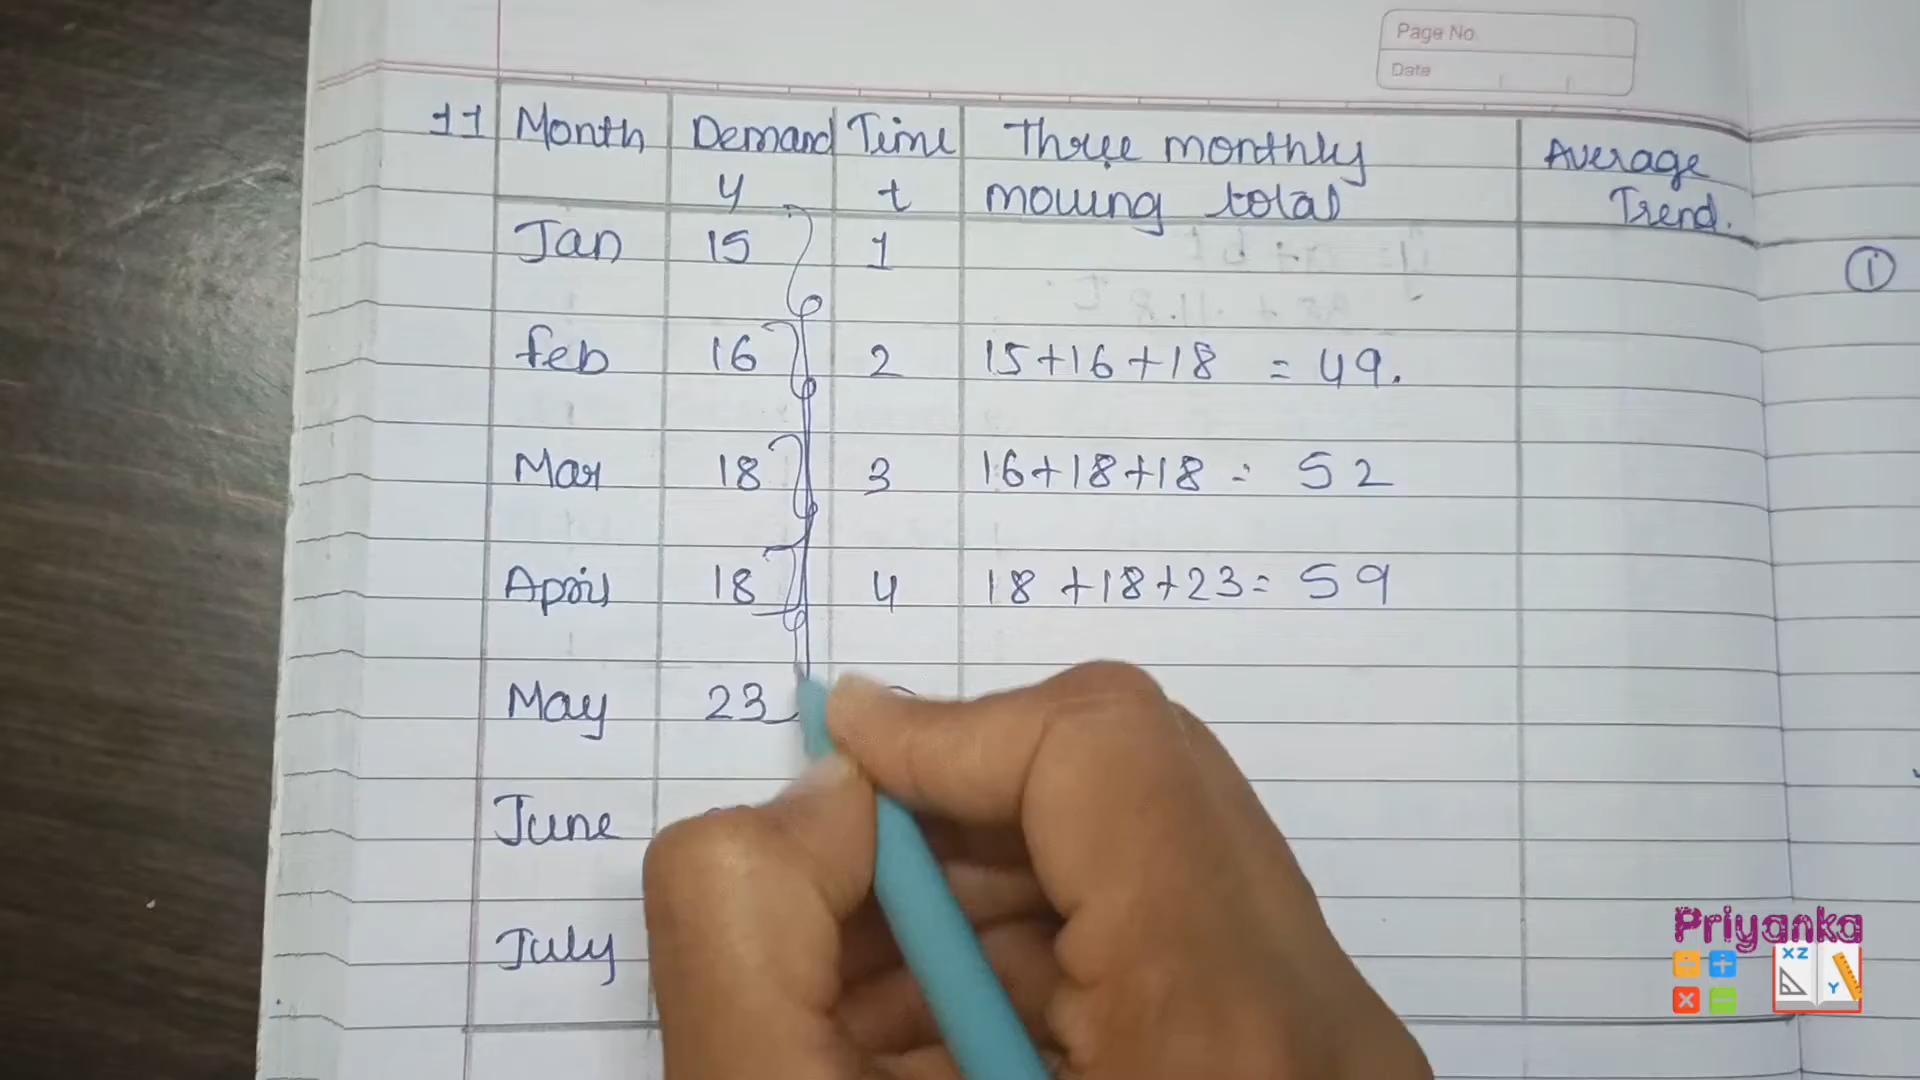 Page No
Date
11 Month Demand Time Three monthly Average
y t moving total Trend.
Jan 15 1
①
feb 16 2 15+16+18 = 49.
Mar 18 3 16+18+18 = 52
April 18 4 18+18+23= 59
May 23
June
July
Priyanka
XZ
Y